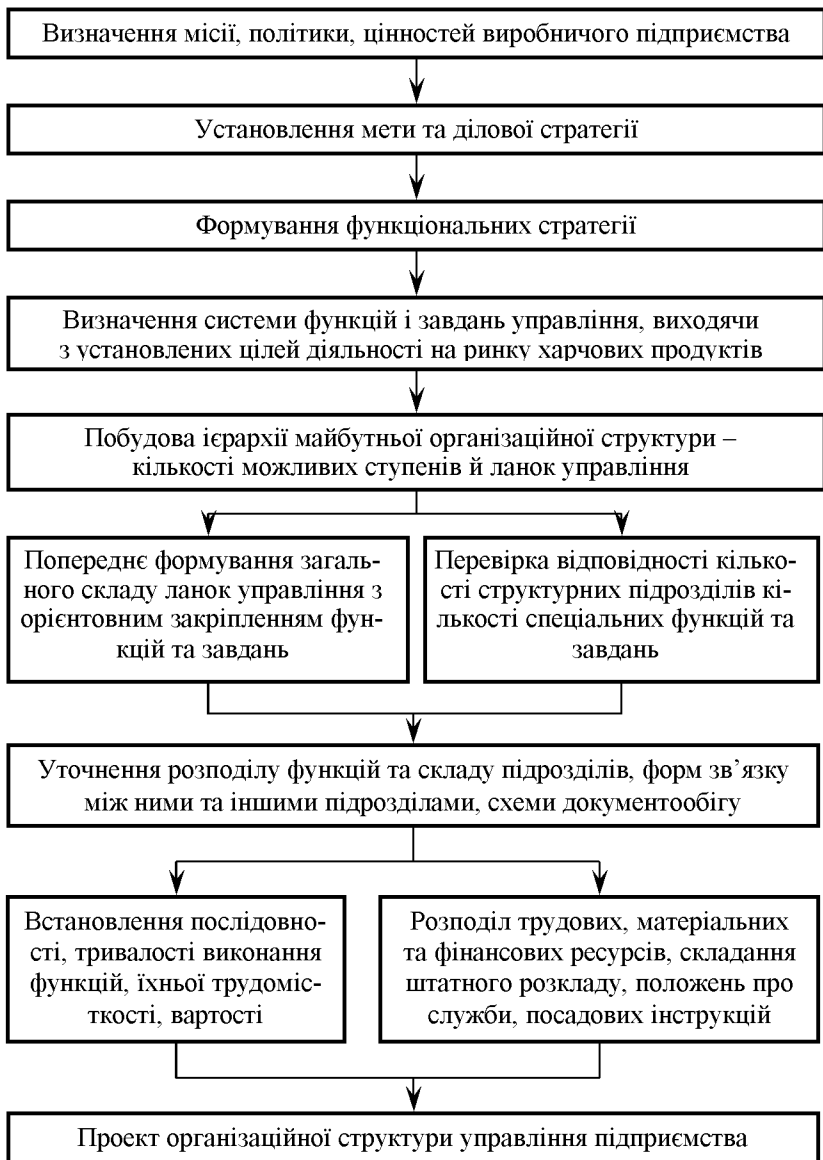 Визначення місії, політики, цінностей виробничого підприємства
Установлення мети та ділової стратегії
Формування функціональних стратегії
Визначення системи функцій і завдань управління, виходячи
з установлених цілей діяльності на ринку харчових продуктів
Побудова ієрархії майбутньої організаційної структури –
кількості можливих ступенів й ланок управління
Попереднє формування загаль-
ного складу ланок управління з
орієнтовним закріпленням фун-
кцій та завдань
Перевірка відповідності кілько-
сті структурних підрозділів кі-
лькості спеціальних функцій та
завдань
Уточнення розподілу функцій та складу підрозділів, форм зв’язку
між ними та іншими підрозділами, схеми документообігу
Встановлення послідовно-
сті, тривалості виконання
функцій, їхньої трудоміс-
ткості, вартості
Розподіл трудових, матеріальних
та фінансових ресурсів, складання
штатного розкладу, положень про
служби, посадових інструкцій
Проект організаційної структури управління підприємства